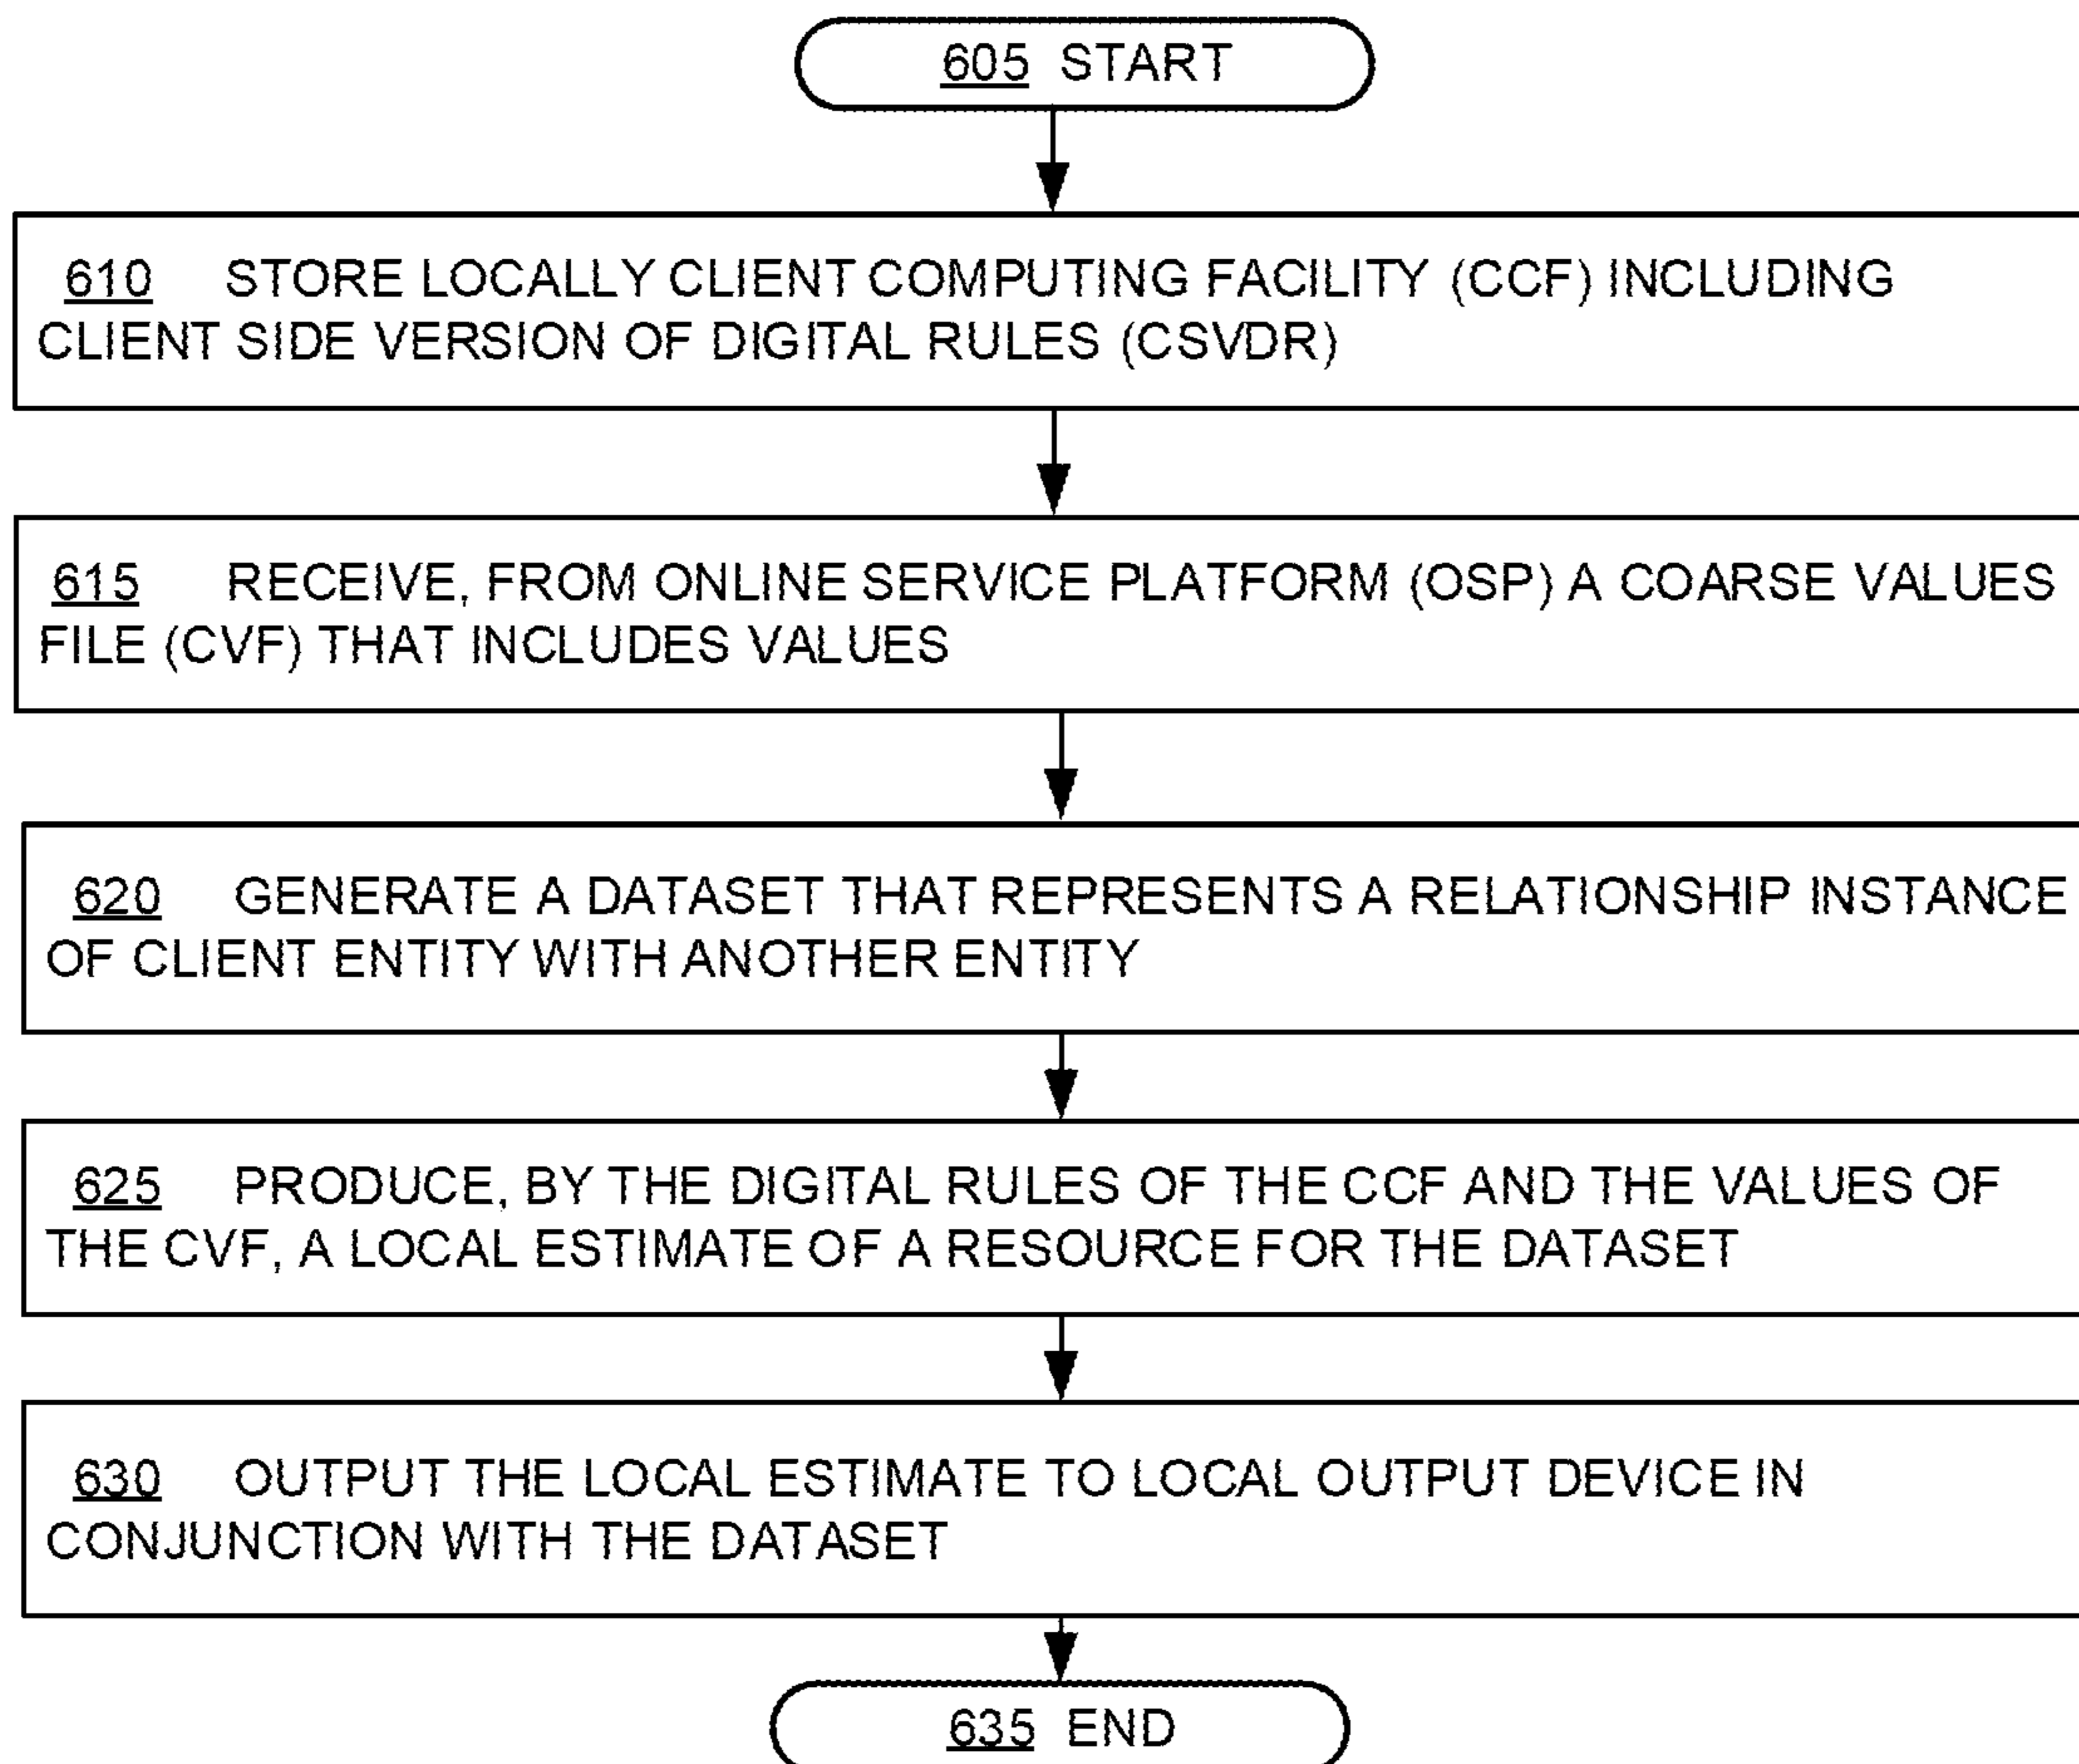 605 START
610 STORE LOCALLY CLIENT COMPUTING FACILITY (CCF) INCLUDING
CLIENT SIDE VERSION OF DIGITAL RULES (CSVDR)
615 RECEIVE, FROM ONLINE SERVICE PLATFORM (OSP) A COARSE VALUES
FILE (CVF) THAT INCLUDES VALUES
620 GENERATE A DATASET THAT REPRESENTS A RELATIONSHIP INSTANCE
OF CLIENT ENTITY WITH ANOTHER ENTITY
625 PRODUCE, BY THE DIGITAL RULES OF THE CCF AND THE VALUES OF
THE CVF, A LOCAL ESTIMATE OF A RESOURCE FOR THE DATASET
630 OUTPUT THE LOCAL ESTIMATE TO LOCAL OUTPUT DEVICE IN
CONJUNCTION WITH THE DATASET
635 END